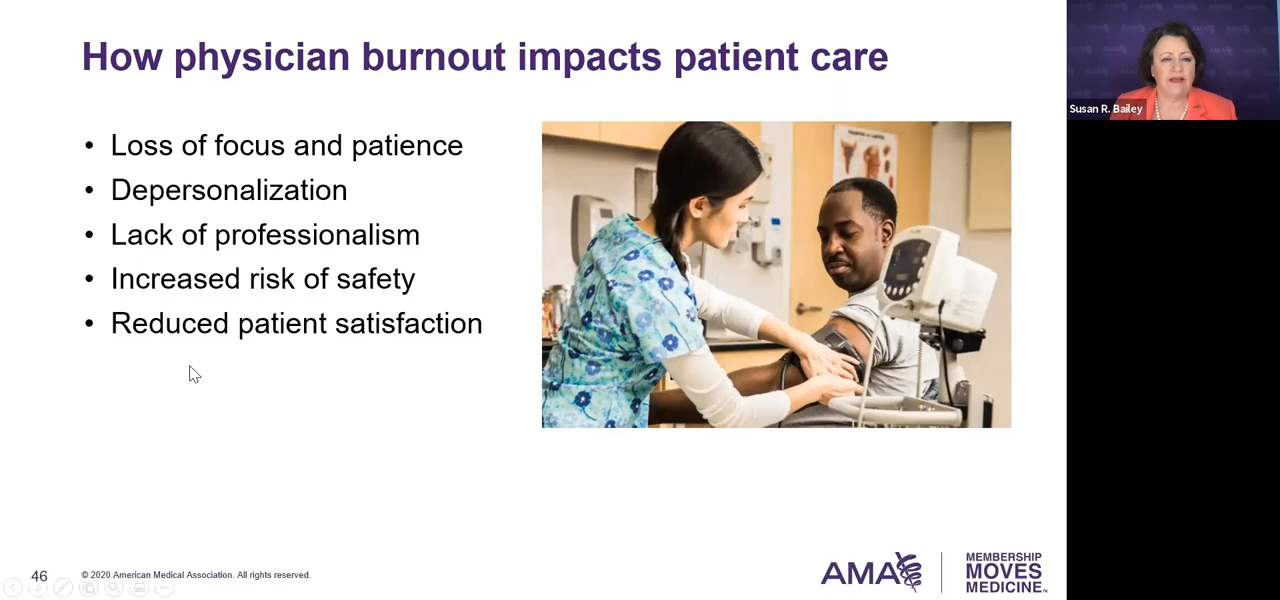 How physician burnout impacts patient care
Susan R. Bailey
• Loss of focus and patience
• Depersonalization
• Lack of professionalism
• Increased risk of safety
• Reduced patient satisfaction
46
© 2020 American Medical Association. All rights reserved.
AMA
MEMBERSHIP
MOVES
MEDICINE™